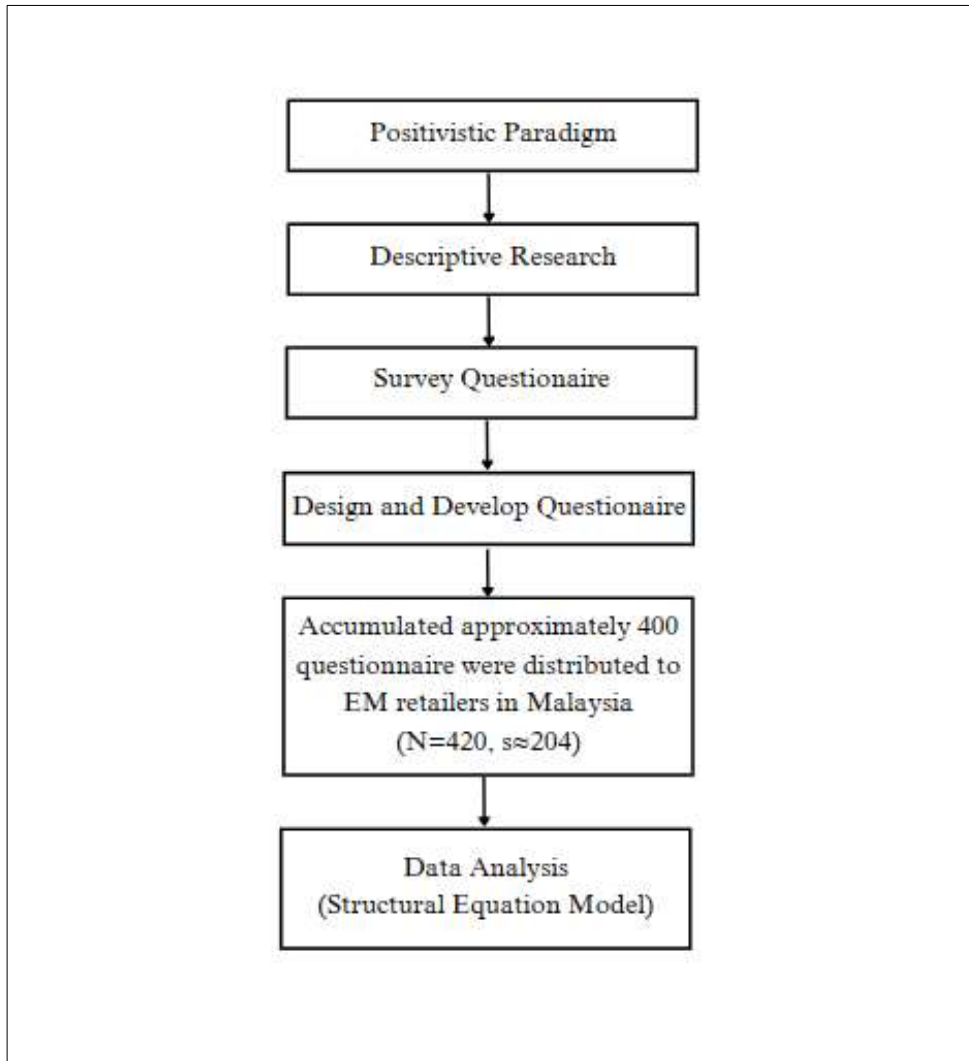 Positivistic Paradigm
Descriptive Research
Survey Questionaire
Design and Develop Questionaire
Accumulated approximately 400
questionnaire were distributed to
EM retailers in Malaysia
(N=420, s≈204)
Data Analysis
(Structural Equation Model)